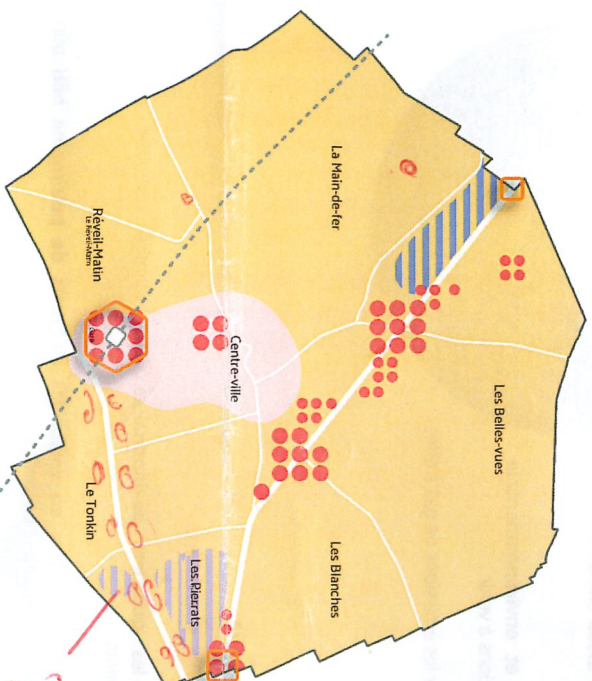 La Main-de-fer
Les Belles-vues
Réveil-Matin
Le Réveil-Matin
Centre-ville
Le Tonkin
Les Pierrats
Les Blanches